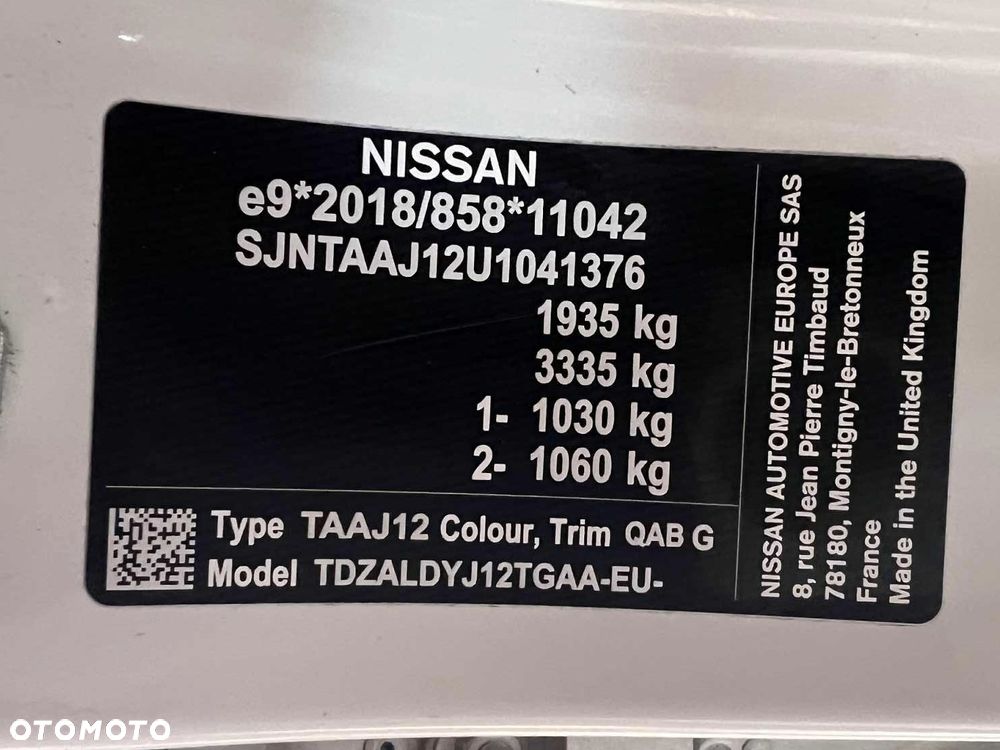 NISSAN
e9*2018/858*11042
SJNTAAJ12U1041376
1935 kg
3335 kg
1- 1030 kg
2- 1060 kg
Type TAAJ12 Colour, Trim QAB G
Model TDZALDYJ12TGAA-EU-
NISSAN AUTOMOTIVE EUROPE SAS
8, rue Jean Pierre Timbaud
78180, Montigny-le-Bretonneux
France
Made in the United Kingdom
OTOMOTO